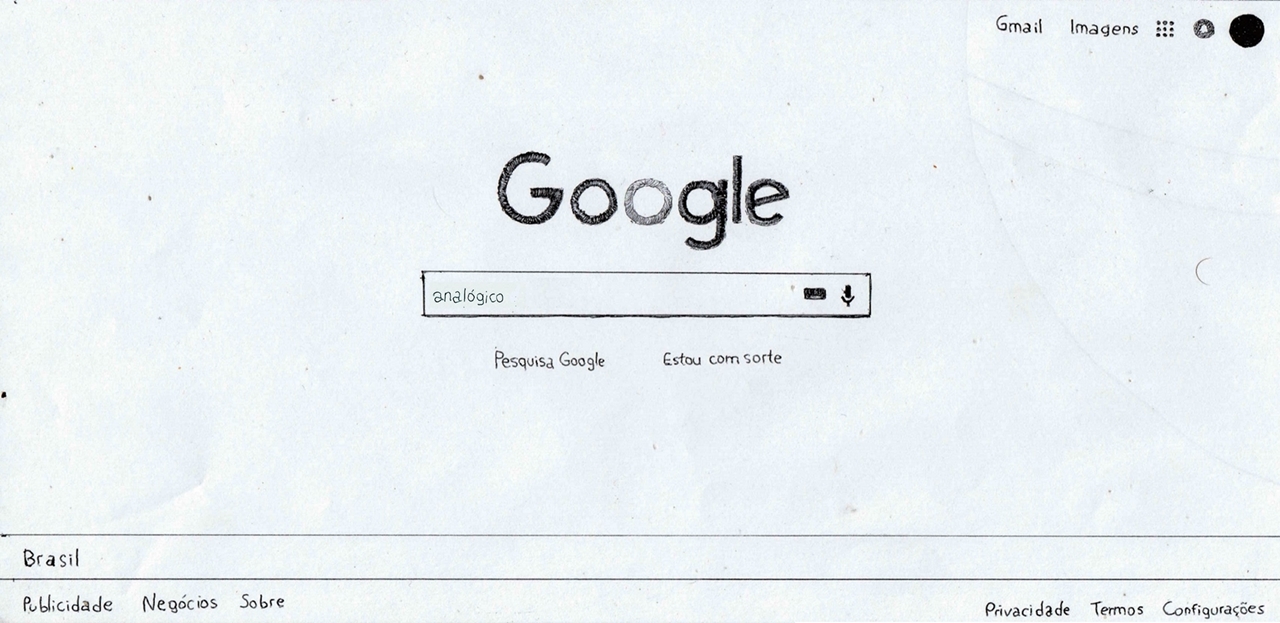 Gmail Imagens
Google
analógico
Pesquisa Google Estou com sorte
Brasil
Publicidade Negócios Sobre Privacidade Termos Configurações